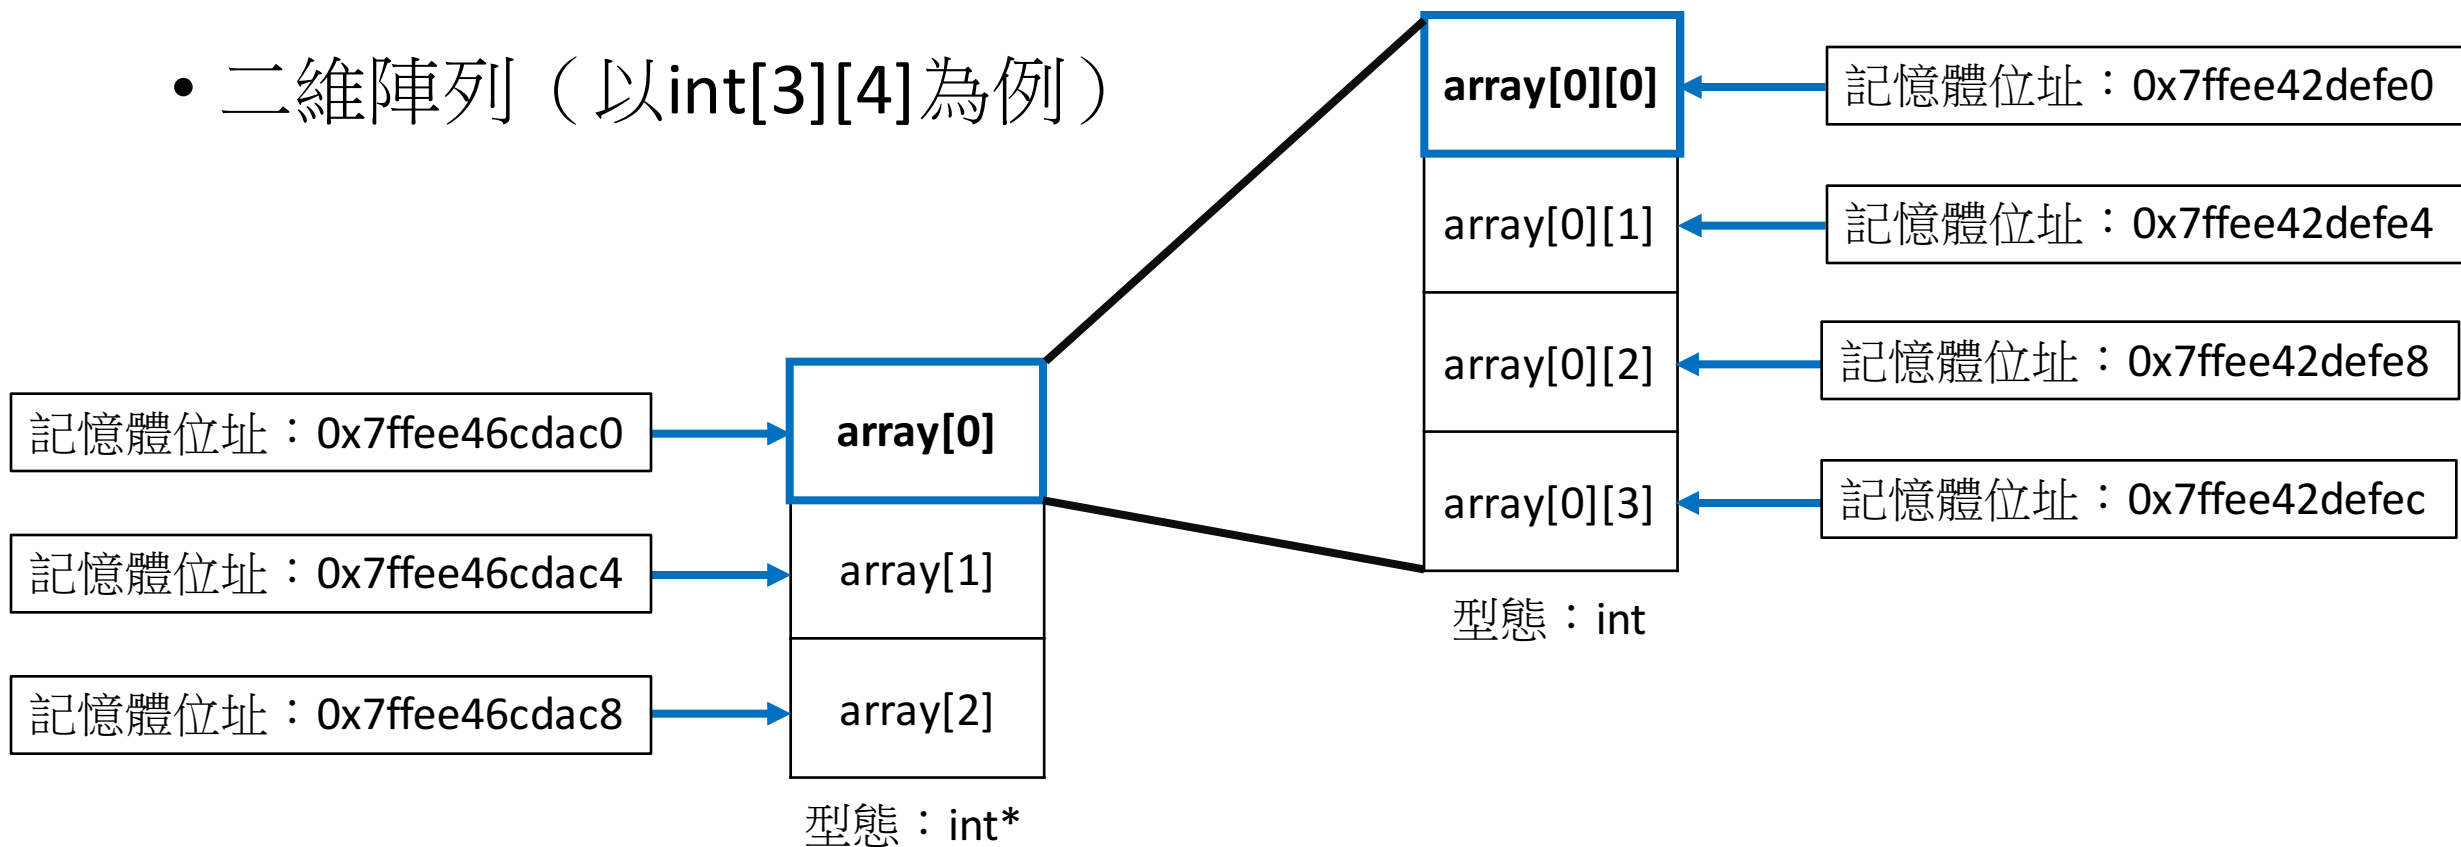 • 二維陣列（以int[3][4]為例）
記憶體位址：0x7ffee46cdac0
array[0]
記憶體位址：0x7ffee46cdac4
array[1]
記憶體位址：0x7ffee46cdac8
array[2]
型態：int*
array[0][0]
記憶體位址：0x7ffee42defe0
array[0][1]
記憶體位址：0x7ffee42defe4
array[0][2]
記憶體位址：0x7ffee42defe8
array[0][3]
記憶體位址：0x7ffee42defec
型態：int